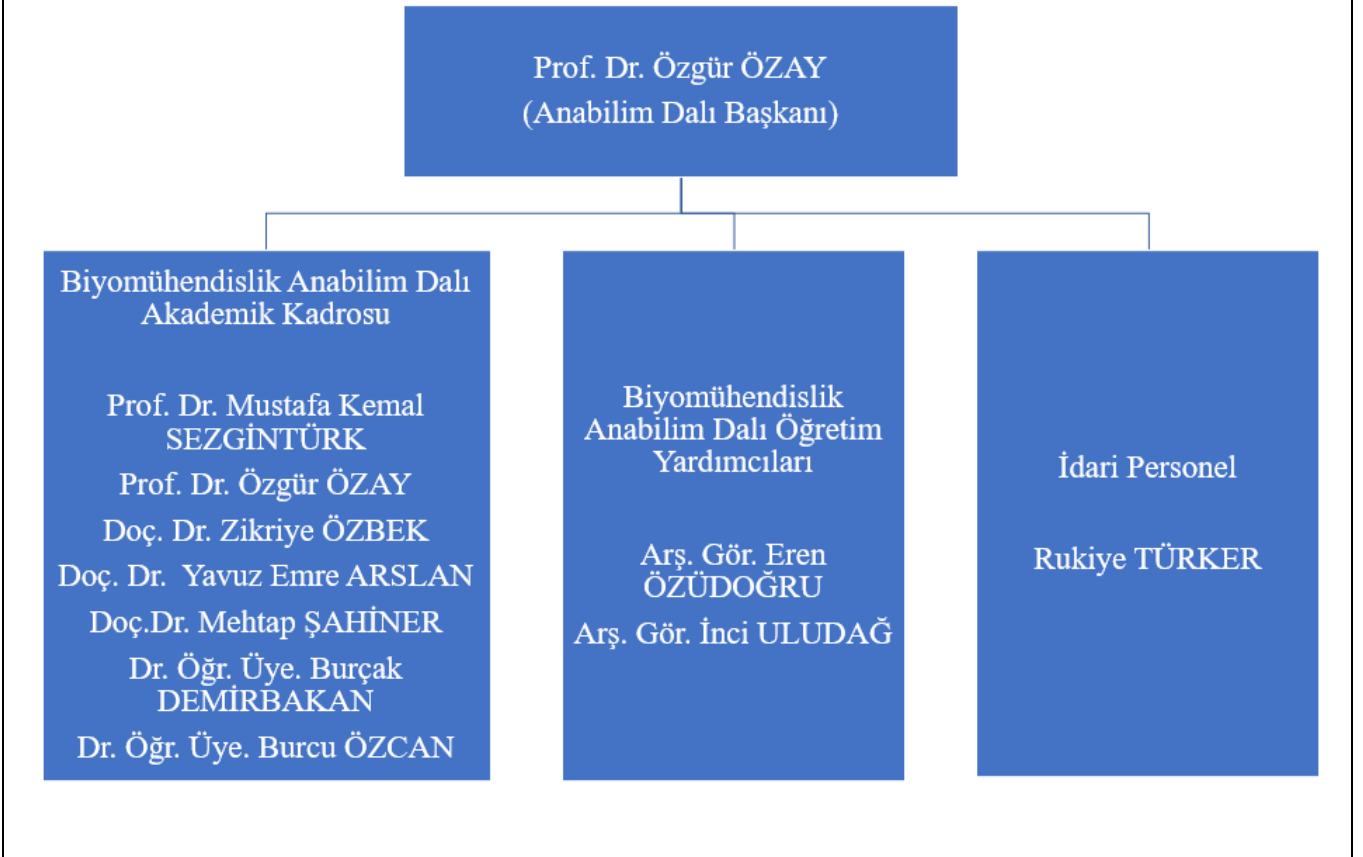 Prof. Dr. Özgür ÖZAY
(Anabilim Dalı Başkanı)
Biyomühendislik Anabilim Dalı
Akademik Kadrosu
Prof. Dr. Mustafa Kemal
SEZGİNTÜRK
Prof. Dr. Özgür ÖZAY
Doç. Dr. Zikriye ÖZBEK
Doç. Dr.  Yavuz Emre ARSLAN
Doç.Dr. Mehtap ŞAHİNER
Dr. Öğr. Üye. Burçak
DEMİRBAKAN
Dr. Öğr. Üye. Burcu ÖZCAN
Biyomühendislik
Anabilim Dalı Öğretim
Yardımcıları
Arş. Gör. Eren
ÖZÜDOĞRU
Arş. Gör. İnci ULUDAĞ
İdari Personel
Rukiye TÜRKER